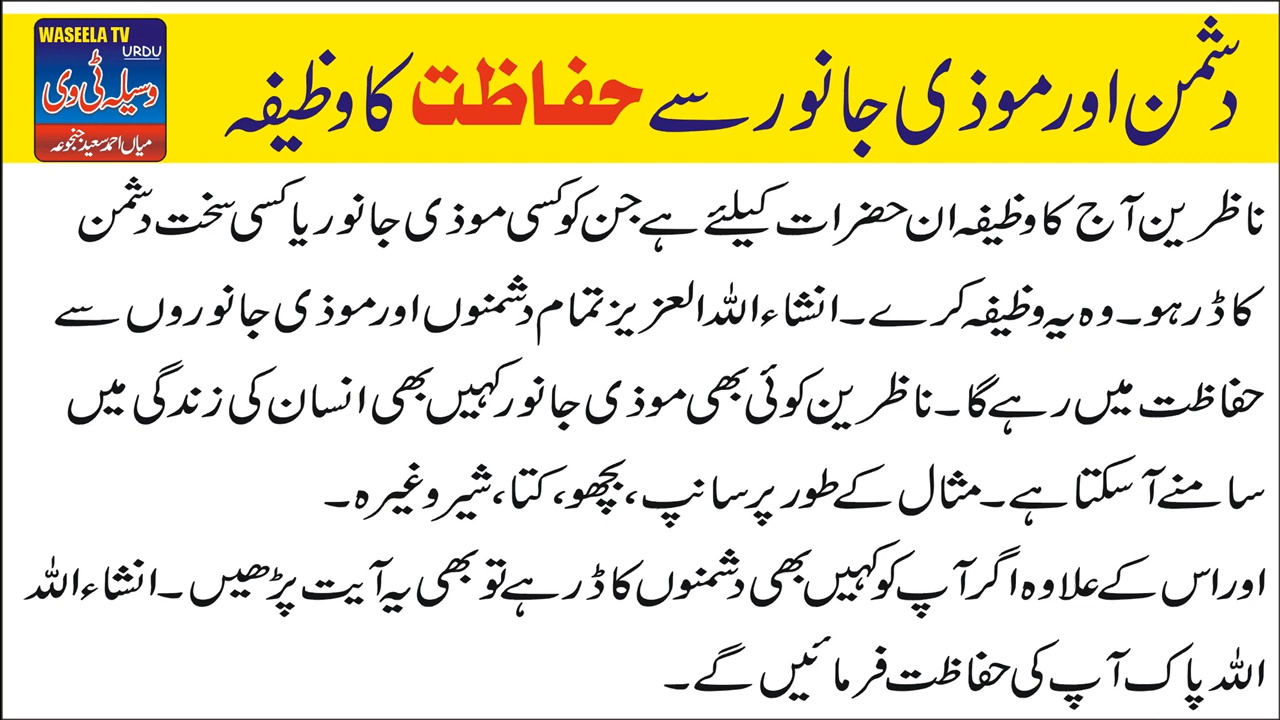 WASEELA TV
URDU
وسیلہ ٹی وی
میاں احمد سعید جنجوعہ
دشمن اور موذی جانور سے حفاظت کا وظیفہ
ناظرین آج کا وظیفہ ان حضرات کیلئے ہے جن کو کسی موذی جانور یا کسی سخت دشمن
کا ڈر ہو۔ وہ یہ وظیفہ کرے۔ انشاء اللہ العزیز تمام دشمنوں اور موذی جانوروں سے
حفاظت میں رہے گا۔ ناظرین کوئی بھی موذی جانور کہیں بھی انسان کی زندگی میں
سامنے آ سکتا ہے۔ مثال کے طور پر سانپ، بچھو، کتا، شیر وغیرہ۔
اور اس کے علاوہ اگر آپ کو کہیں بھی دشمنوں کا ڈر ہے تو بھی یہ آیت پڑھیں۔ انشاء اللہ
اللہ پاک آپ کی حفاظت فرمائیں گے۔